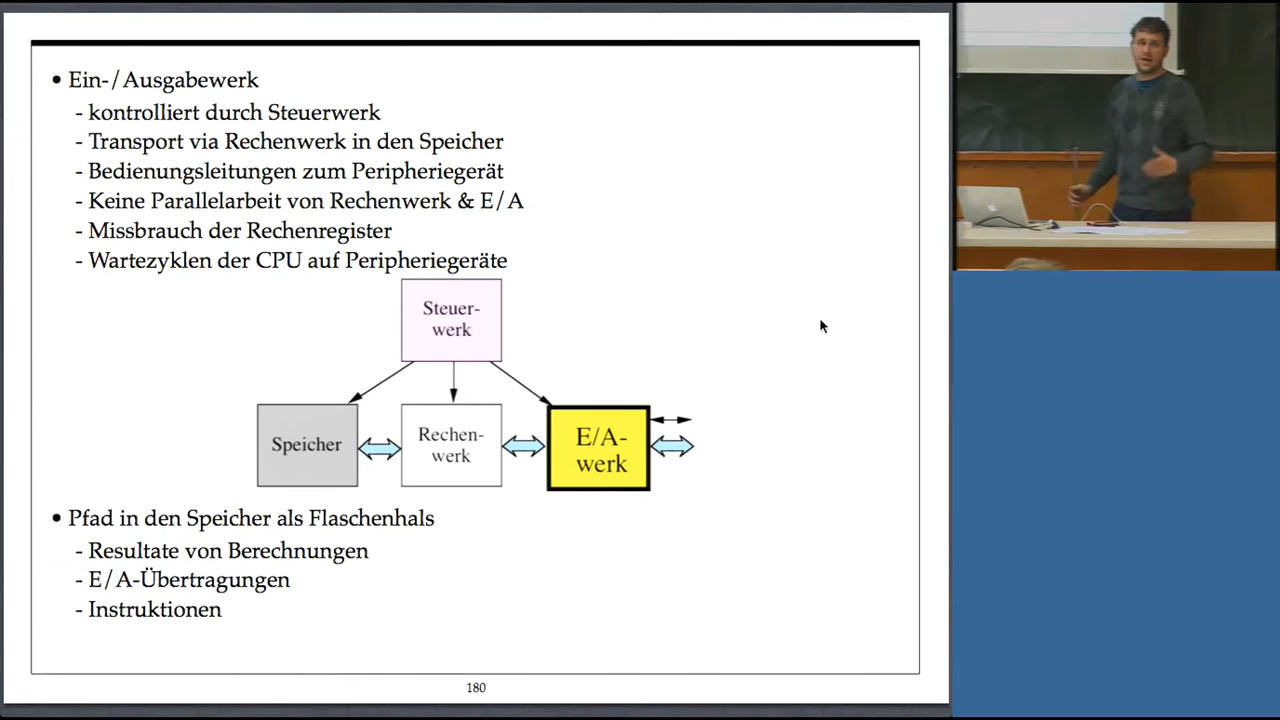 • Ein-/Ausgabewerk
- kontrolliert durch Steuerwerk
- Transport via Rechenwerk in den Speicher
- Bedienungsleitungen zum Peripheriegerät
- Keine Parallelarbeit von Rechenwerk & E/A
- Missbrauch der Rechenregister
- Wartezyklen der CPU auf Peripheriegeräte
Steuer-
werk
Speicher
Rechen-
werk
E/A-
werk
• Pfad in den Speicher als Flaschenhals
- Resultate von Berechnungen
- E/A-Übertragungen
- Instruktionen
180